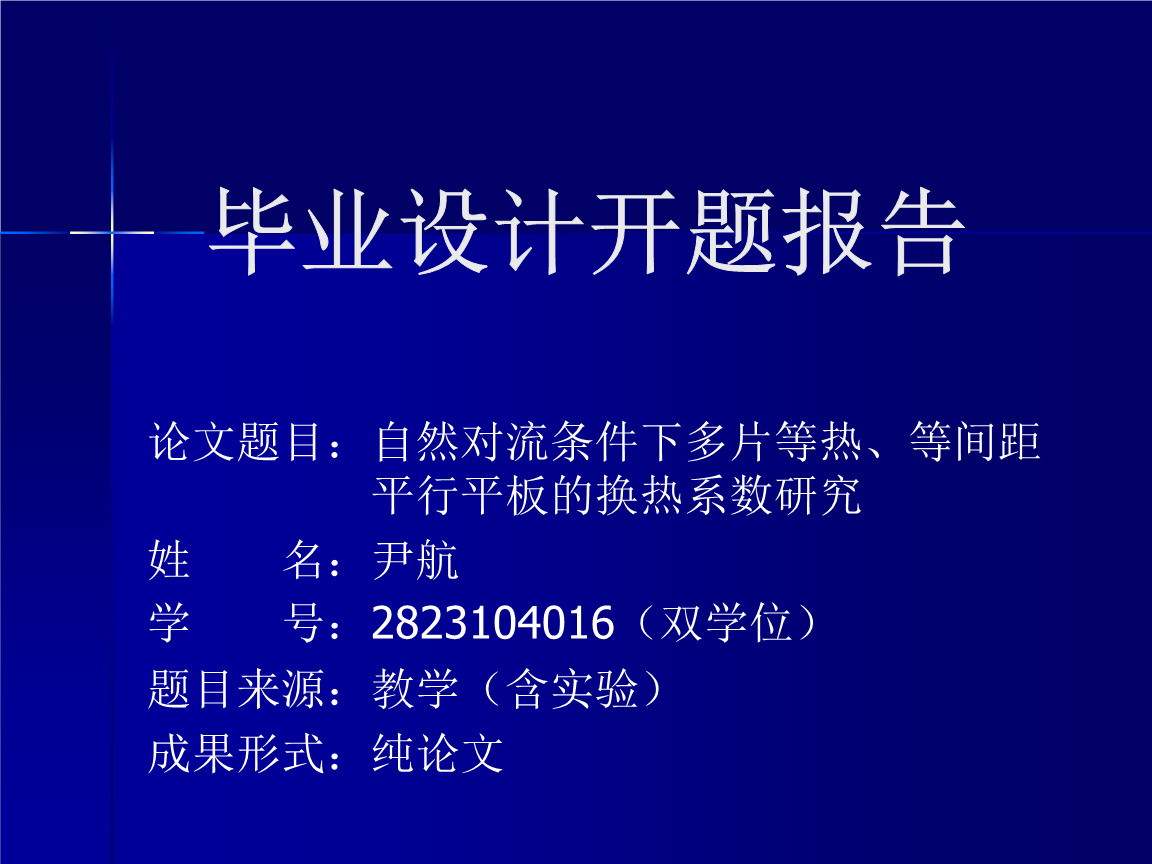 毕业设计开题报告
论文题目：自然对流条件下多片等热、等间距
平行平板的换热系数研究
姓　　名：尹航
学　　号：2823104016（双学位）
题目来源：教学（含实验）
成果形式：纯论文